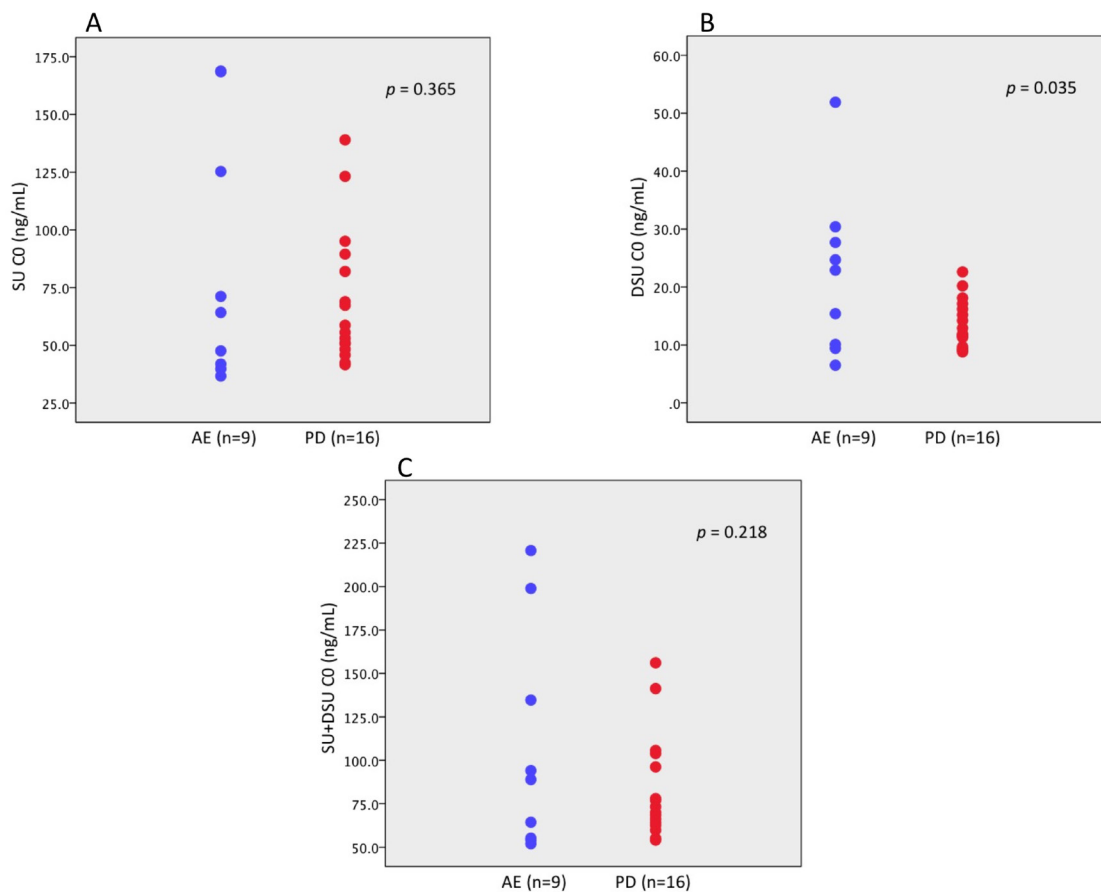 A
175.0
150.0
125.0
100.0
75.0
50.0
25.0
SU C0 (ng/mL)
p = 0.365
AE (n=9) PD (n=16)
B
60.0
50.0
40.0
30.0
20.0
10.0
.0
DSU C0 (ng/mL)
p = 0.035
AE (n=9) PD (n=16)
C
250.0
225.0
200.0
175.0
150.0
125.0
100.0
75.0
50.0
SU+DSU C0 (ng/mL)
p = 0.218
AE (n=9) PD (n=16)